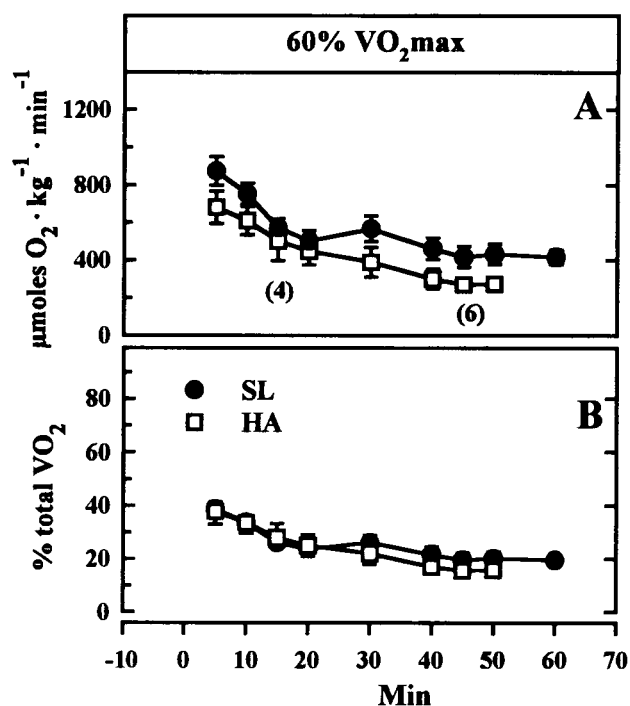 60% VO₂max
A
μmoles O₂ · kg⁻¹ · min⁻¹
1200
800
400
0
(4)
(6)
B
SL
HA
% total VO₂
80
60
40
20
0
-10 0 10 20 30 40 50 60 70
Min